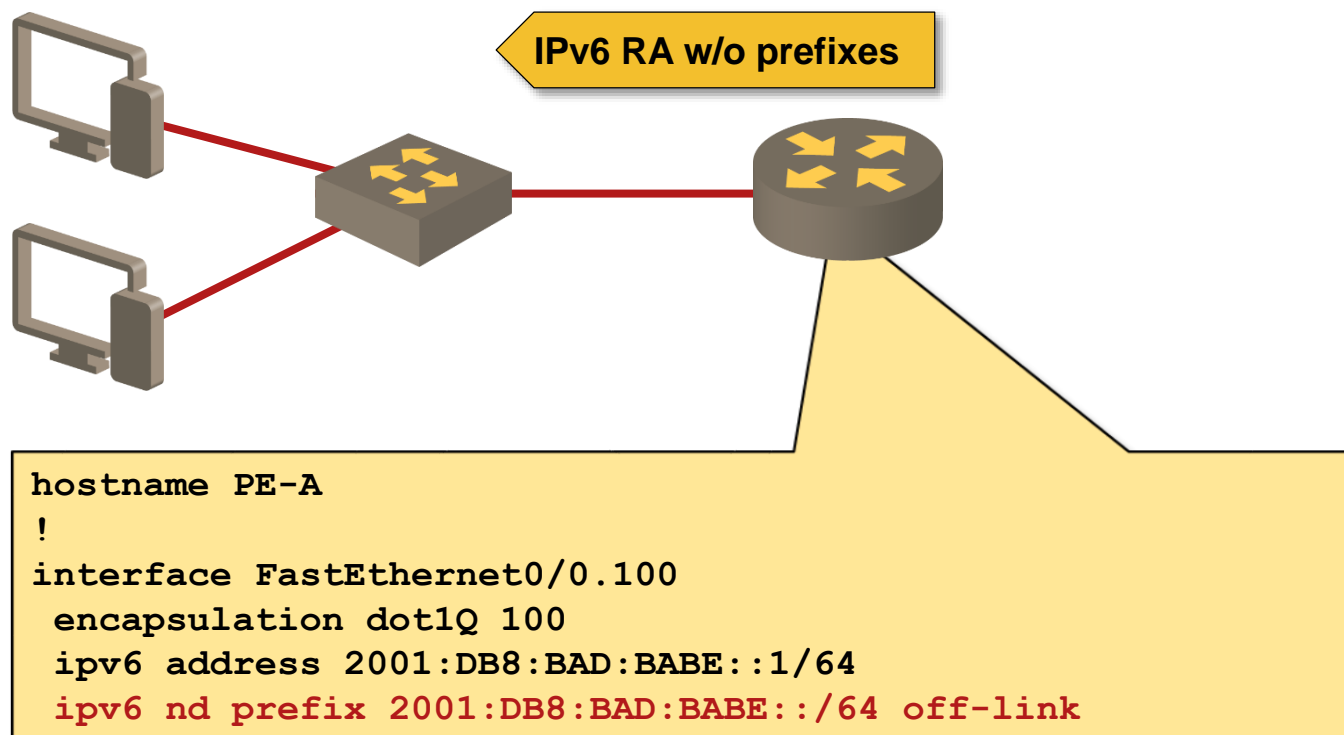 IPv6 RA w/o prefixes
hostname PE-A
!
interface FastEthernet0/0.100
encapsulation dot1Q 100
ipv6 address 2001:DB8:BAD:BABE::1/64
ipv6 nd prefix 2001:DB8:BAD:BABE::/64 off-link